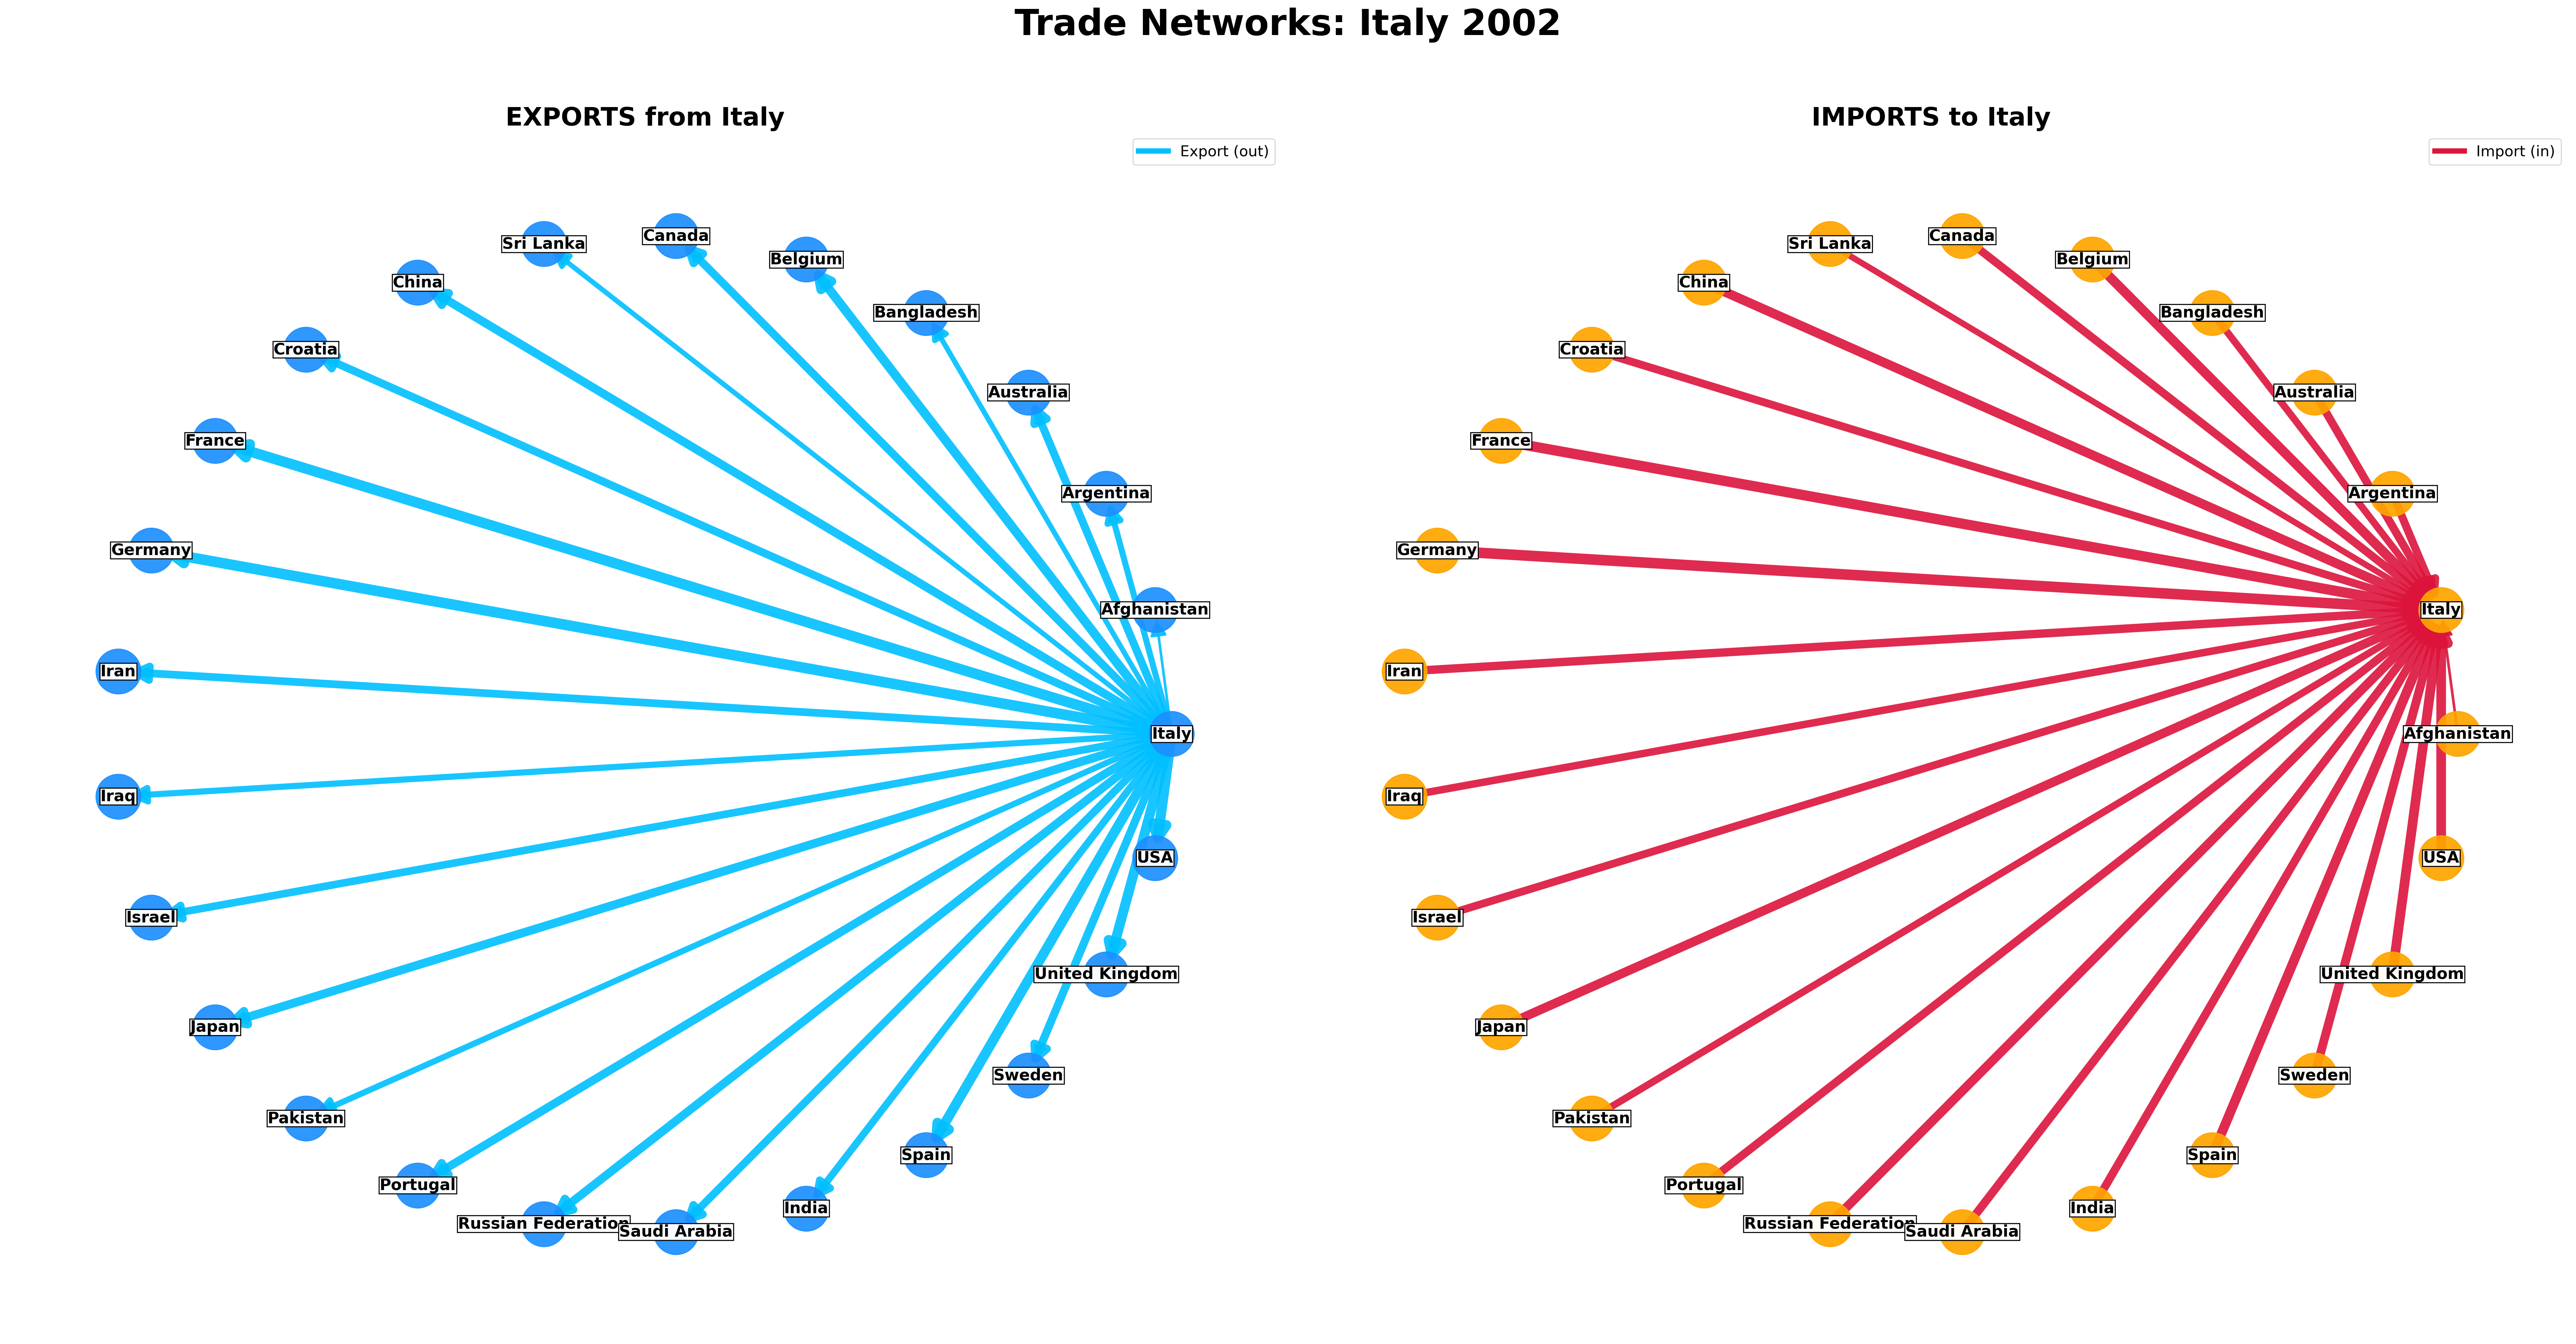 Trade Networks: Italy 2002
EXPORTS from Italy
Export (out)
Sri Lanka
Canada
Belgium
China
Bangladesh
Croatia
Australia
France
Argentina
Germany
Afghanistan
Iran
Italy
Iraq
USA
Israel
United Kingdom
Japan
Sweden
Pakistan
Spain
Portugal
India
Russian Federation
Saudi Arabia
IMPORTS to Italy
Import (in)
Sri Lanka
Canada
Belgium
China
Bangladesh
Croatia
Australia
France
Argentina
Germany
Italy
Iran
Afghanistan
Iraq
USA
Israel
United Kingdom
Japan
Sweden
Pakistan
Spain
Portugal
India
Russian Federation
Saudi Arabia